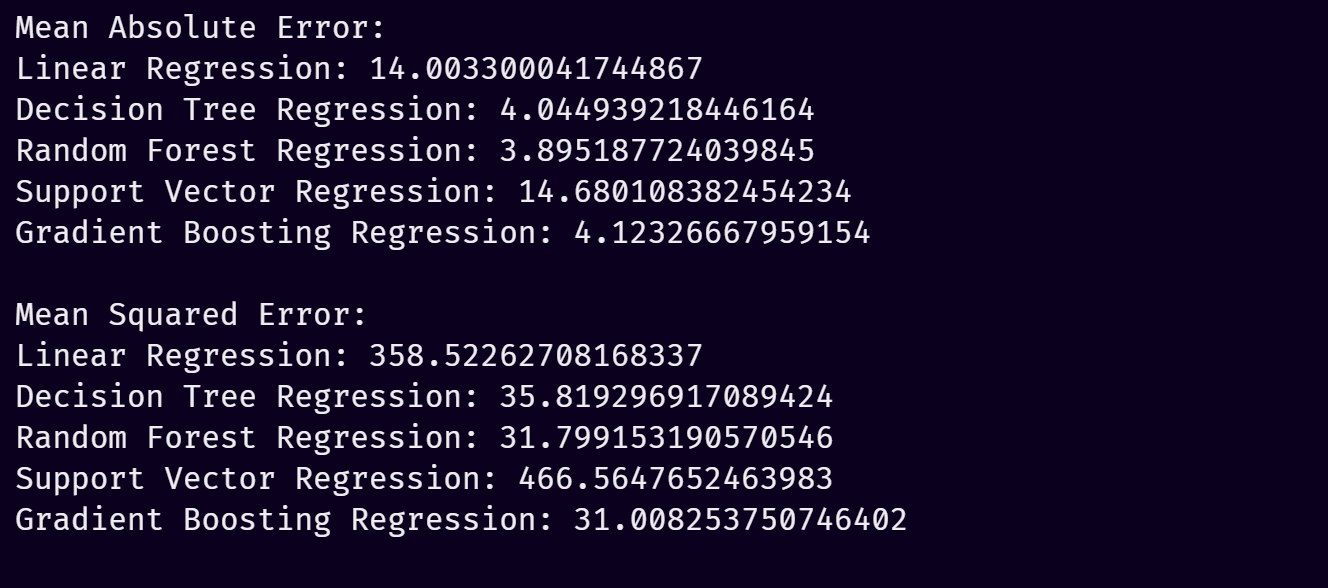 Mean Absolute Error:
Linear Regression: 14.003300041744867
Decision Tree Regression: 4.044939218446164
Random Forest Regression: 3.895187724039845
Support Vector Regression: 14.680108382454234
Gradient Boosting Regression: 4.12326667959154
Mean Squared Error:
Linear Regression: 358.52262708168337
Decision Tree Regression: 35.819296917089424
Random Forest Regression: 31.799153190570546
Support Vector Regression: 466.5647652463983
Gradient Boosting Regression: 31.008253750746402